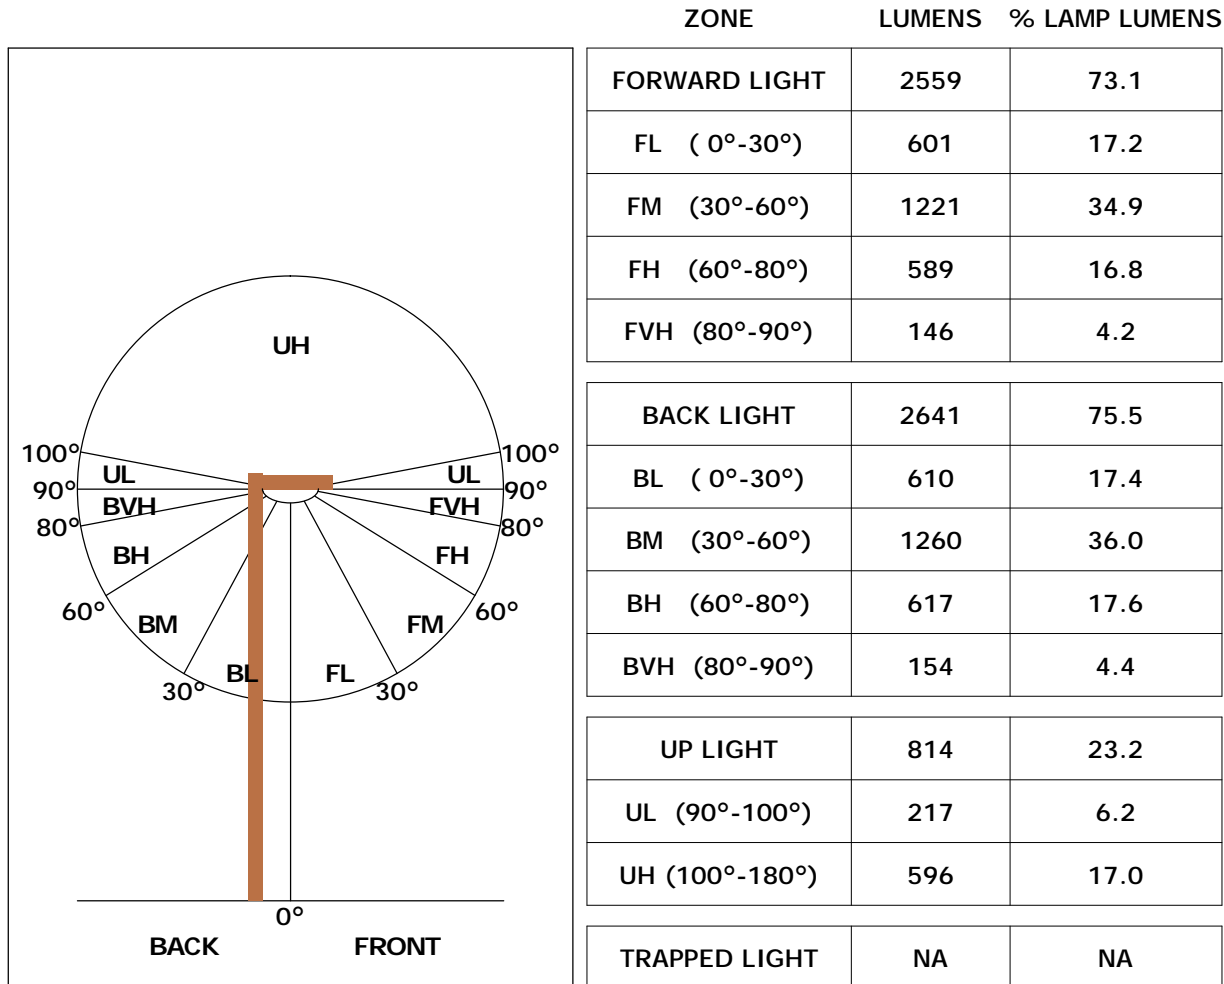 ZONE LUMENS % LAMP LUMENS
FORWARD LIGHT 2559 73.1
FL ( 0°-30°) 601 17.2
FM (30°-60°) 1221 34.9
FH (60°-80°) 589 16.8
FVH (80°-90°) 146 4.2
BACK LIGHT 2641 75.5
BL ( 0°-30°) 610 17.4
BM (30°-60°) 1260 36.0
BH (60°-80°) 617 17.6
BVH (80°-90°) 154 4.4
UP LIGHT 814 23.2
UL (90°-100°) 217 6.2
UH (100°-180°) 596 17.0
TRAPPED LIGHT NA NA
UH
100° 100°
UL UL
90° 90°
BVH FVH
80° 80°
BH FH
60° 60°
BM FM
BL FL
30° 30°
0°
BACK FRONT